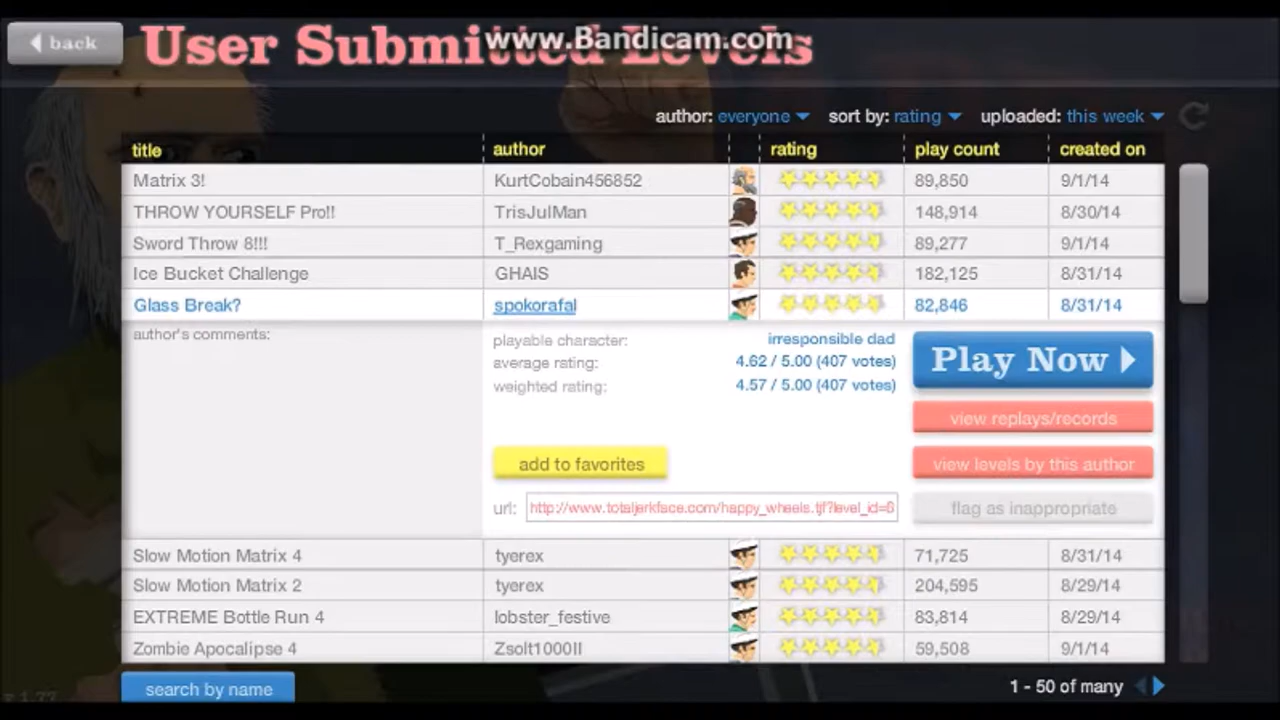 back
User Submitted Levels
www.Bandicam.com
author: everyone sort by: rating uploaded: this week
title author rating play count created on
Matrix 3! KurtCobain456852 89,850 9/1/14
THROW YOURSELF Pro!! TrisJulMan 148,914 8/30/14
Sword Throw 8!!! T_Rexgaming 89,277 9/1/14
Ice Bucket Challenge GHAIS 182,125 8/31/14
Glass Break? spokorafal 82,846 8/31/14
author's comments:
playable character: irresponsible dad
average rating: 4.62 / 5.00 (407 votes)
weighted rating: 4.57 / 5.00 (407 votes)
Play Now
view replays/records
add to favorites
view levels by this author
url: http://www.totaljerkface.com/happy_wheels.tjf?level_id=6
flag as inappropriate
Slow Motion Matrix 4 tyerex 71,725 8/31/14
Slow Motion Matrix 2 tyerex 204,595 8/29/14
EXTREME Bottle Run 4 lobster_festive 83,814 8/29/14
Zombie Apocalipse 4 Zsolt1000II 59,508 9/1/14
search by name
1 - 50 of many
v 1.77